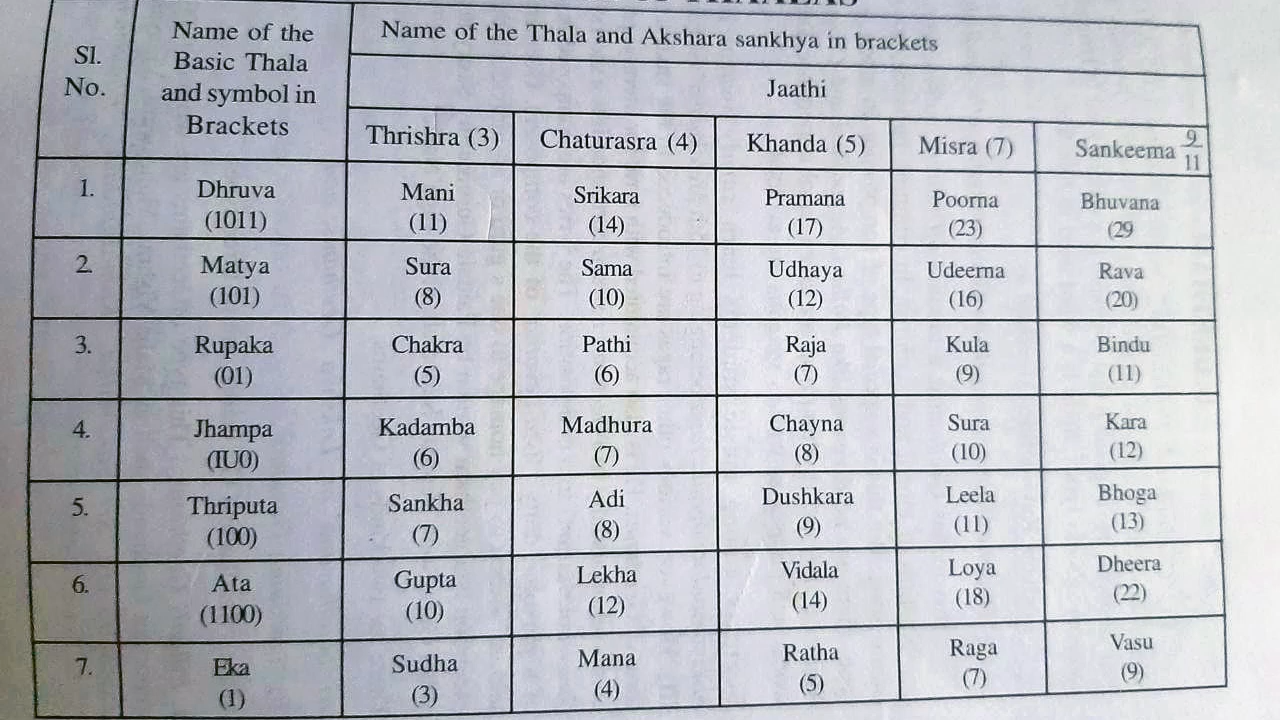 Sl.
No.
Name of the
Basic Thala
and symbol in
Brackets
Name of the Thala and Akshara sankhya in brackets
Jaathi
Thrishra (3)
Chaturasra (4)
Khanda (5)
Misra (7)
Sankeema 9/11
1.
Dhruva
(1011)
Mani
(11)
Srikara
(14)
Pramana
(17)
Poorna
(23)
Bhuvana
(29
2.
Matya
(101)
Sura
(8)
Sama
(10)
Udhaya
(12)
Udeema
(16)
Rava
(20)
3.
Rupaka
(01)
Chakra
(5)
Pathi
(6)
Raja
(7)
Kula
(9)
Bindu
(11)
4.
Jhampa
(IU0)
Kadamba
(6)
Madhura
(7)
Chayna
(8)
Sura
(10)
Kara
(12)
5.
Thriputa
(100)
Sankha
(7)
Adi
(8)
Dushkara
(9)
Leela
(11)
Bhoga
(13)
6.
Ata
(1100)
Gupta
(10)
Lekha
(12)
Vidala
(14)
Loya
(18)
Dheera
(22)
7.
Eka
(1)
Sudha
(3)
Mana
(4)
Ratha
(5)
Raga
(7)
Vasu
(9)